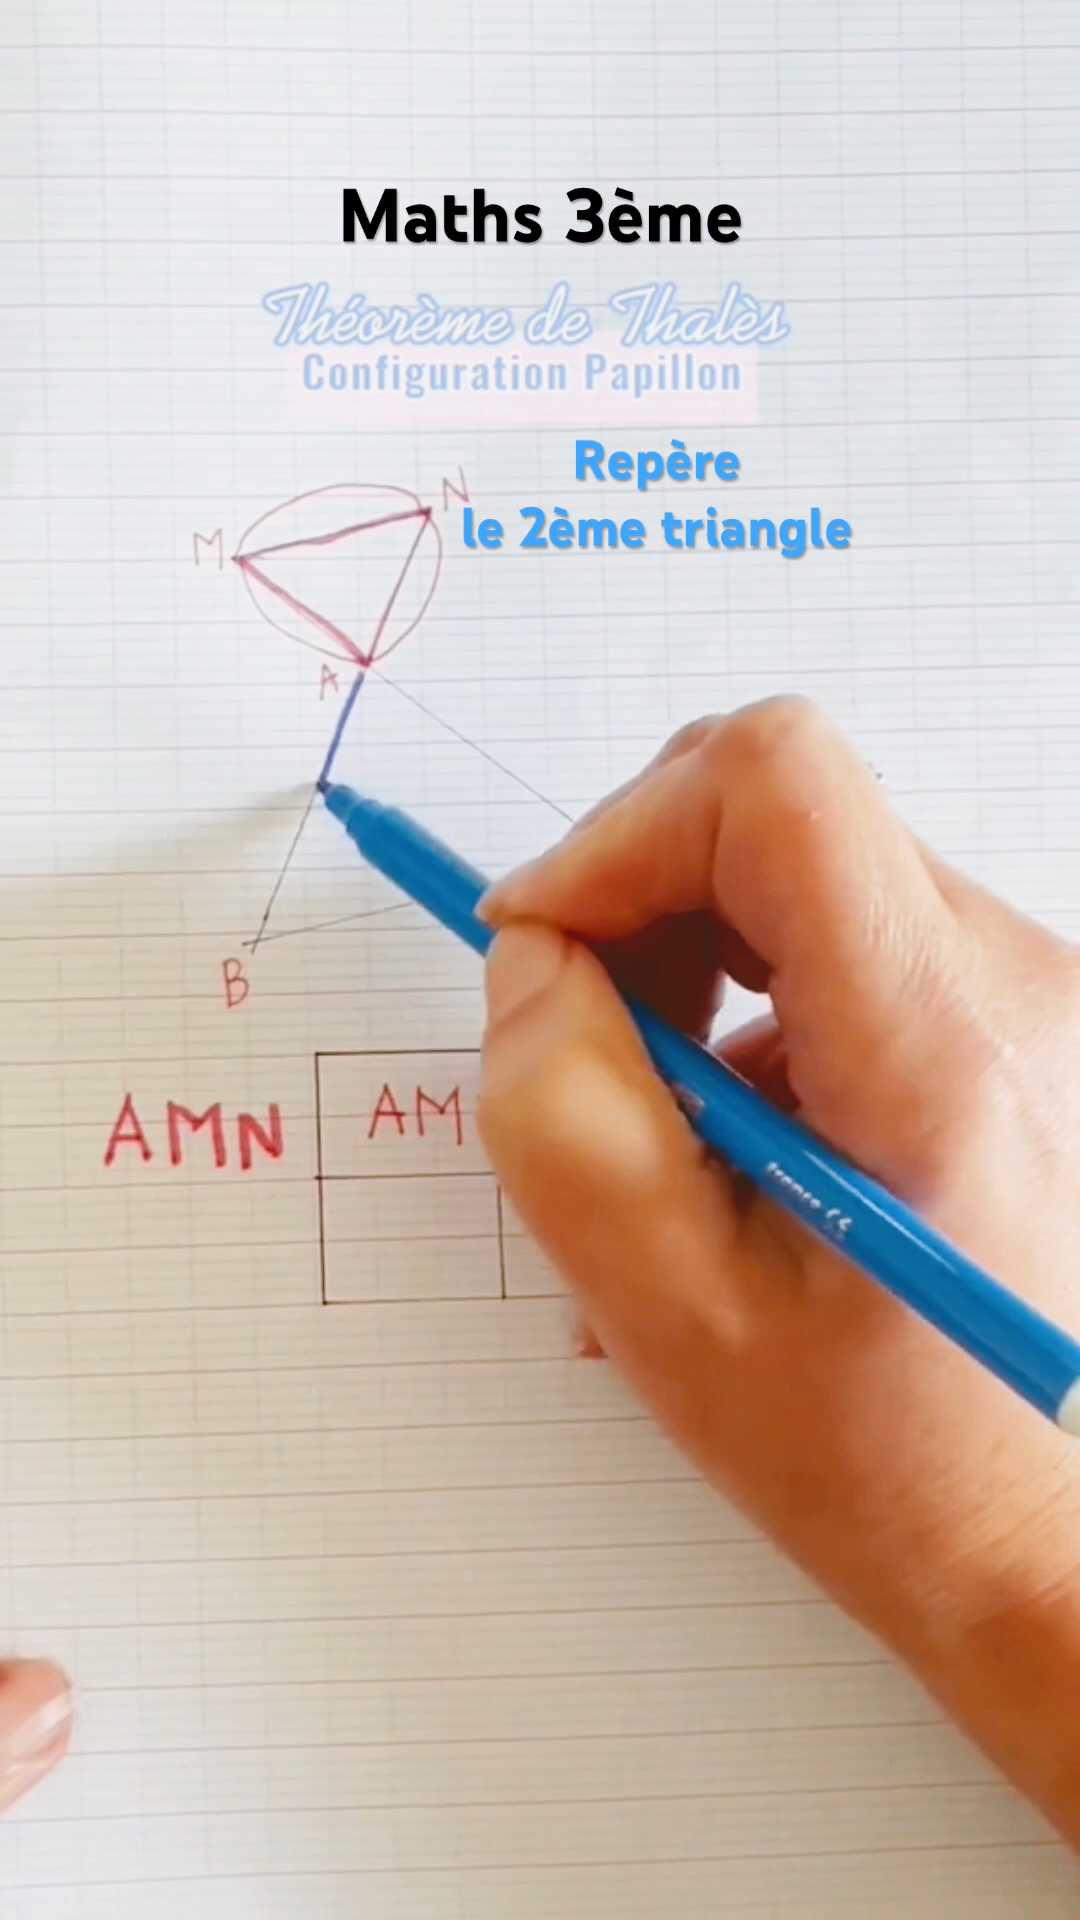 Maths 3ème
Théorème de Thalès
Configuration Papillon
Repère
le 2ème triangle
N
M
A
B
AMN AM